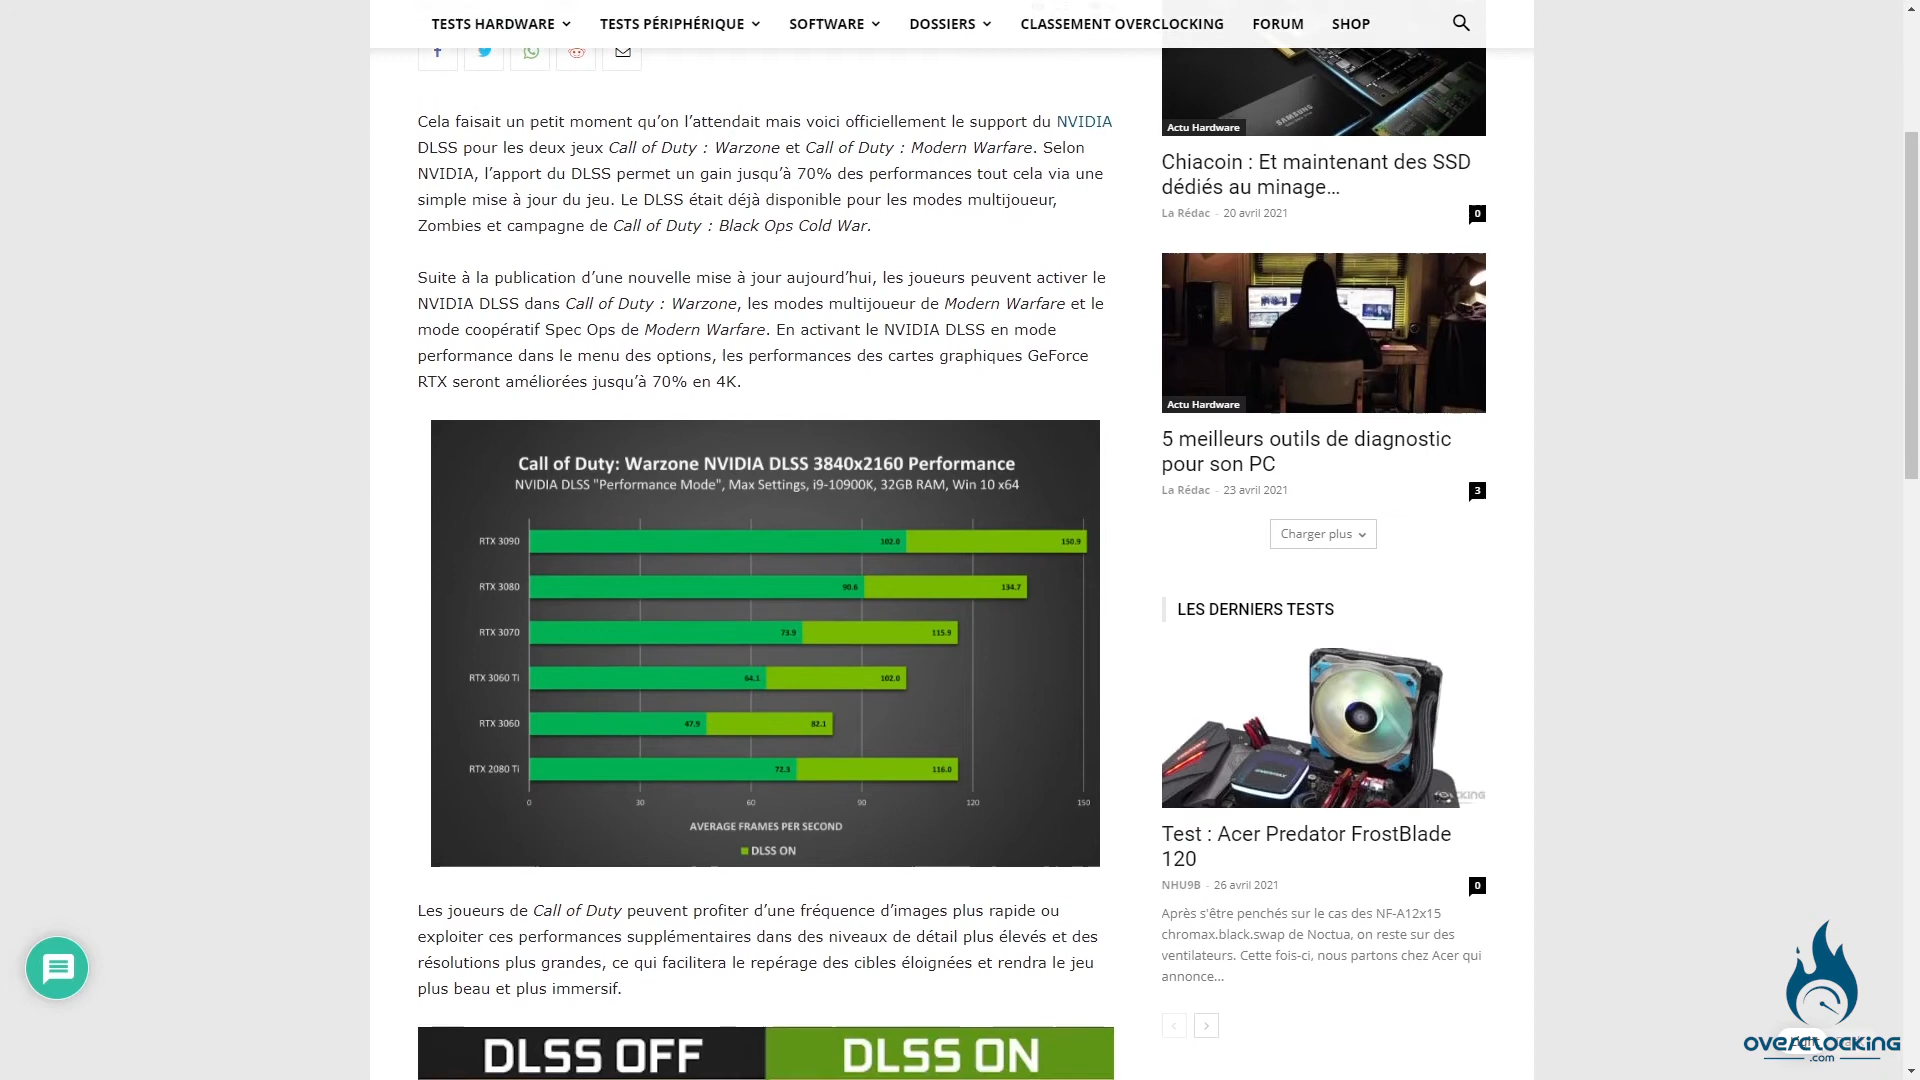 TESTS HARDWARE
TESTS PÉRIPHÉRIQUE
SOFTWARE
DOSSIERS
CLASSEMENT OVERCLOCKING
FORUM
SHOP
Cela faisait un petit moment qu’on l’attendait mais voici officiellement le support du NVIDIA
DLSS pour les deux jeux Call of Duty : Warzone et Call of Duty : Modern Warfare. Selon
NVIDIA, l’apport du DLSS permet un gain jusqu’à 70% des performances tout cela via une
simple mise à jour du jeu. Le DLSS était déjà disponible pour les modes multijoueur,
Zombies et campagne de Call of Duty : Black Ops Cold War.
Suite à la publication d’une nouvelle mise à jour aujourd’hui, les joueurs peuvent activer le
NVIDIA DLSS dans Call of Duty : Warzone, les modes multijoueur de Modern Warfare et le
mode coopératif Spec Ops de Modern Warfare. En activant le NVIDIA DLSS en mode
performance dans le menu des options, les performances des cartes graphiques GeForce
RTX seront améliorées jusqu’à 70% en 4K.
Call of Duty: Warzone NVIDIA DLSS 3840x2160 Performance
NVIDIA DLSS "Performance Mode", Max Settings, i9-10900K, 32GB RAM, Win 10 x64
RTX 3090 102.0 150.9
RTX 3080 90.6 134.7
RTX 3070 73.9 115.9
RTX 3060 Ti 64.1 102.0
RTX 3060 47.9 82.1
RTX 2080 Ti 72.3 116.0
0 30 60 90 120 150
AVERAGE FRAMES PER SECOND
DLSS ON
Les joueurs de Call of Duty peuvent profiter d’une fréquence d’images plus rapide ou
exploiter ces performances supplémentaires dans des niveaux de détail plus élevés et des
résolutions plus grandes, ce qui facilitera le repérage des cibles éloignées et rendra le jeu
plus beau et plus immersif.
DLSS OFF
DLSS ON
SAMSUNG
Actu Hardware
Chiacoin : Et maintenant des SSD
dédiés au minage…
La Rédac - 20 avril 2021
0
Actu Hardware
5 meilleurs outils de diagnostic
pour son PC
La Rédac - 23 avril 2021
3
Charger plus
LES DERNIERS TESTS
Test : Acer Predator FrostBlade
120
NHU9B - 26 avril 2021
0
Après s'être penchés sur le cas des NF-A12x15
chromax.black.swap de Noctua, on reste sur des
ventilateurs. Cette fois-ci, nous partons chez Acer qui
annonce...
OVERCLOCKING
.com